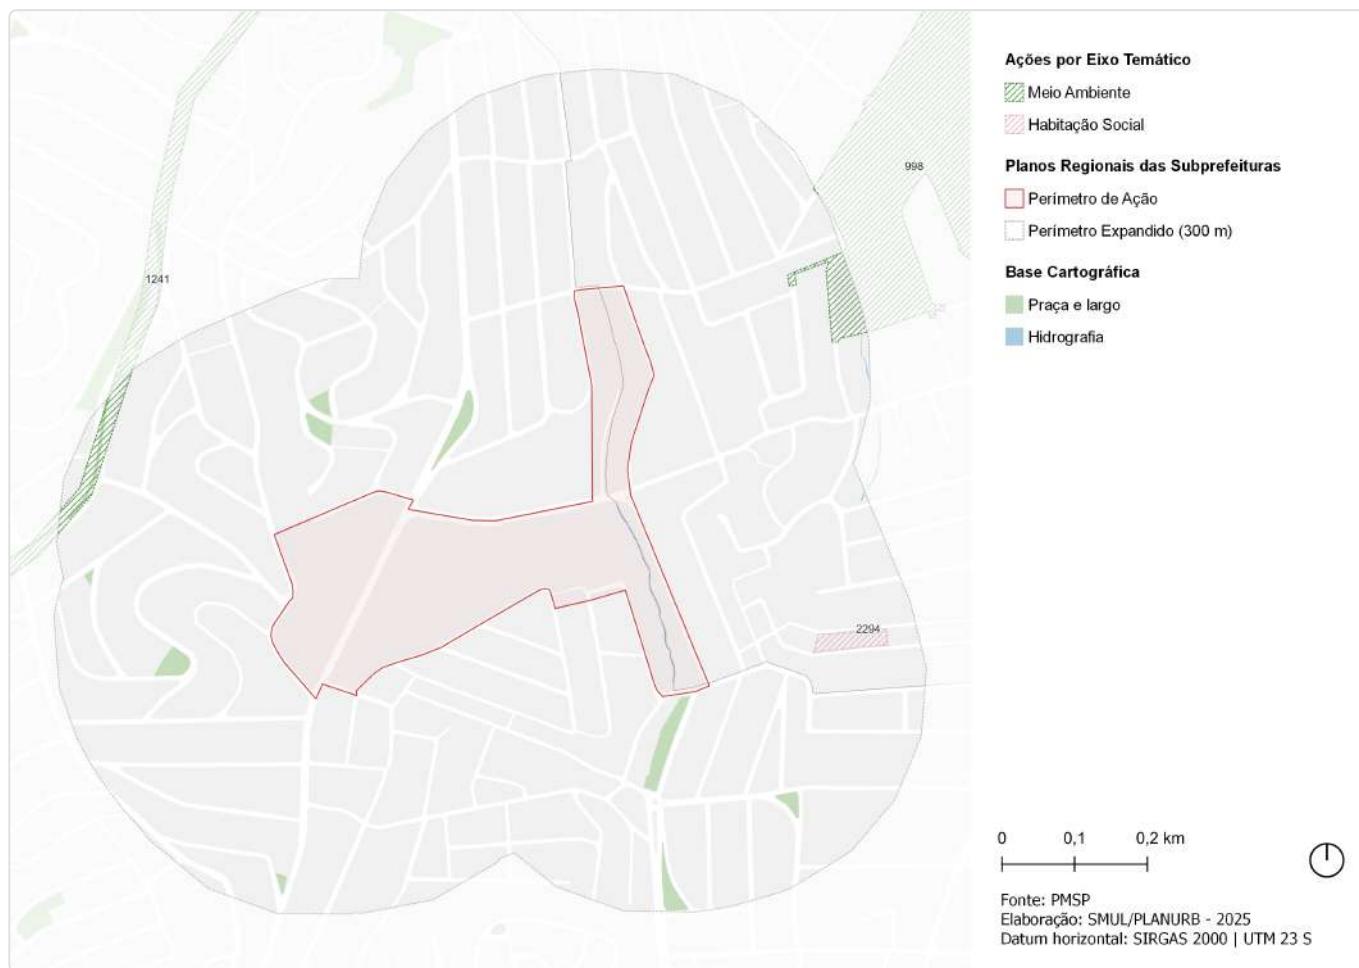 Ações por Eixo Temático
Meio Ambiente
Habitação Social
Planos Regionais das Subprefeituras
Perímetro de Ação
Perímetro Expandido (300 m)
Base Cartográfica
Praça e largo
Hidrografia
998
1241
2294
0 0,1 0,2 km
Fonte: PMSP
Elaboração: SMUL/PLANURB - 2025
Datum horizontal: SIRGAS 2000 | UTM 23 S